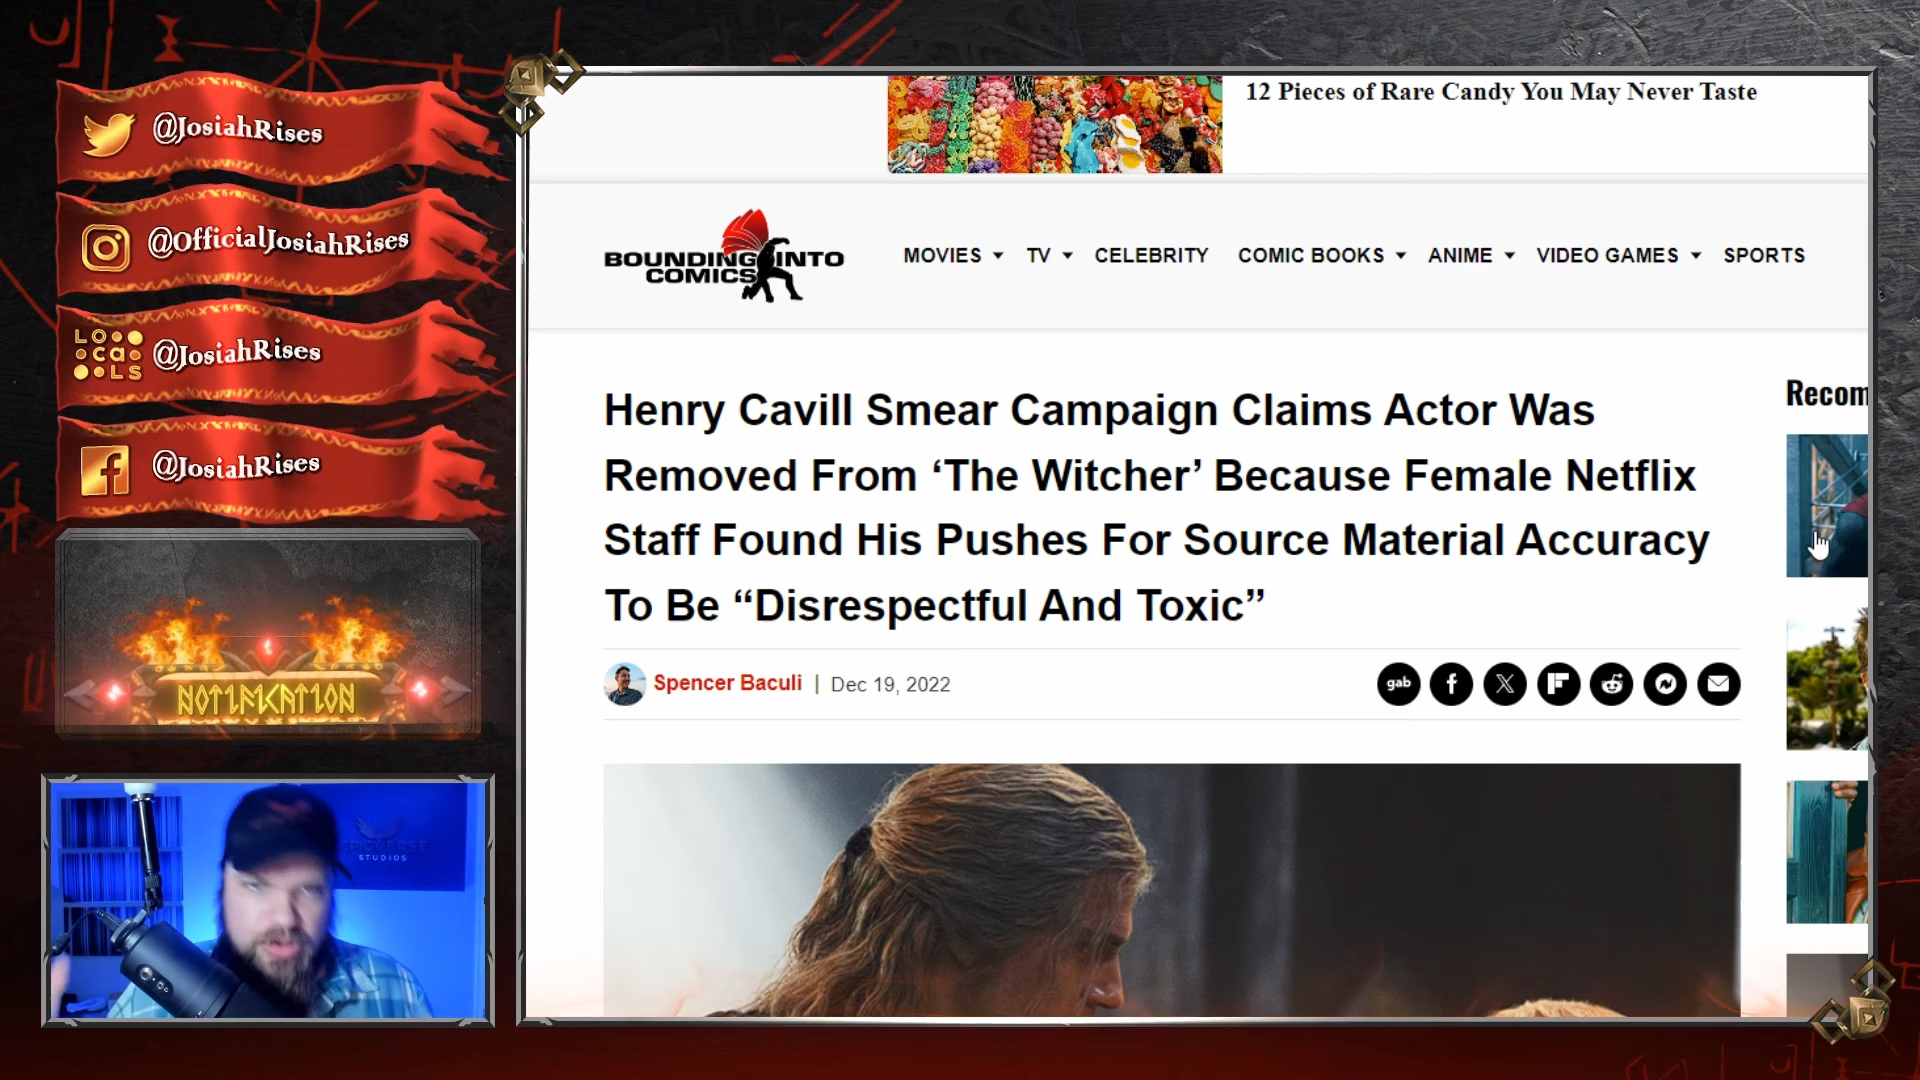 @JosiahRises
@OfficialJosiahRises
LOcaLS
@JosiahRises
@JosiahRises
NOTIFICATION
EPICVERSE
STUDIOS
12 Pieces of Rare Candy You May Never Taste
BOUNDING INTO
COMICS
MOVIES TV CELEBRITY COMIC BOOKS ANIME VIDEO GAMES SPORTS
Henry Cavill Smear Campaign Claims Actor Was
Removed From ‘The Witcher’ Because Female Netflix
Staff Found His Pushes For Source Material Accuracy
To Be “Disrespectful And Toxic”
Spencer Baculi | Dec 19, 2022
gab
Recom